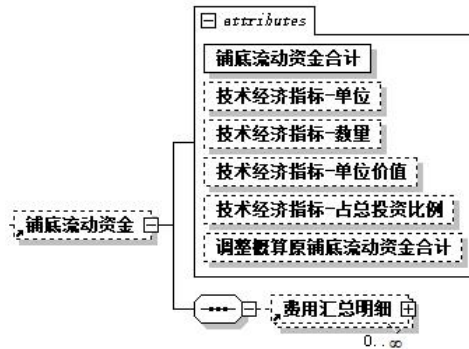 attributes
铺底流动资金合计
技术经济指标-单位
技术经济指标-数量
技术经济指标-单位价值
技术经济指标-占总投资比例
调整概算原铺底流动资金合计
铺底流动资金
费用汇总明细
0..∞